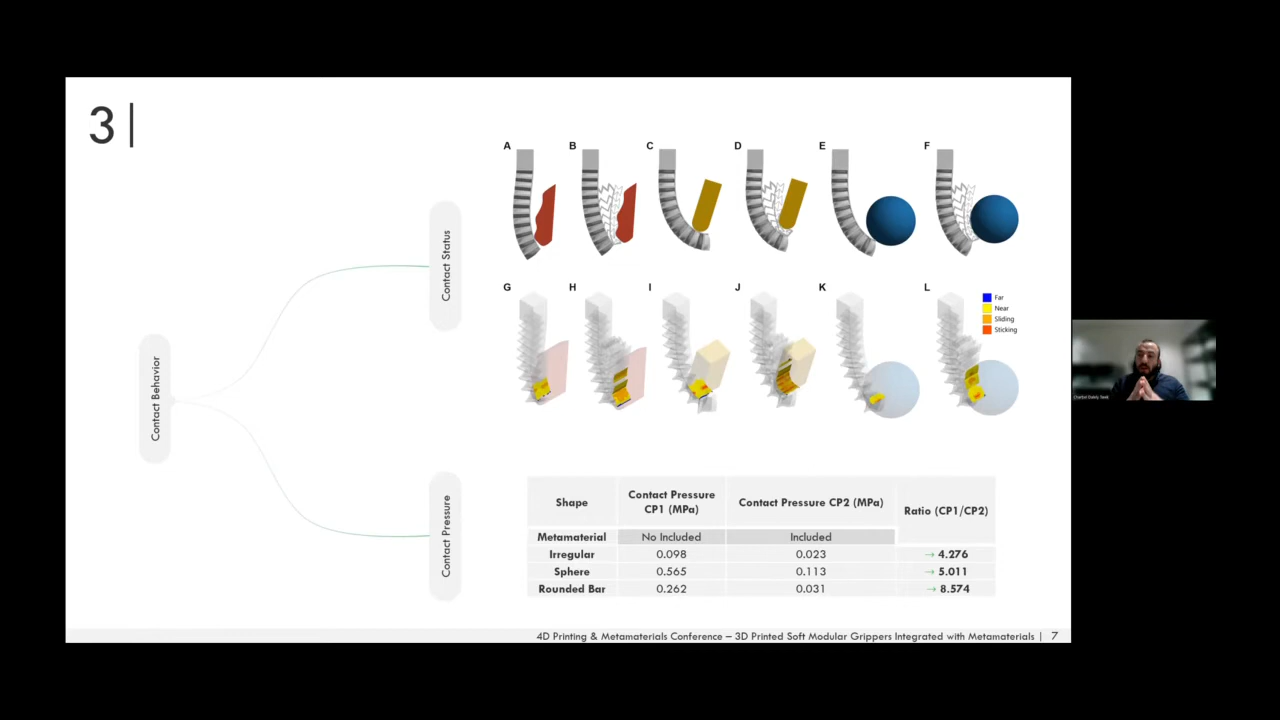 3|
Contact Behavior
Contact Status
Contact Pressure
A B C D E F
G H I J K L
Far
Near
Sliding
Sticking
Shape
Contact Pressure
CP1 (MPa)
Contact Pressure CP2 (MPa)
Ratio (CP1/CP2)
Metamaterial No Included Included
Irregular 0.098 0.023 → 4.276
Sphere 0.565 0.113 → 5.011
Rounded Bar 0.262 0.031 → 8.574
4D Printing & Metamaterials Conference – 3D Printed Soft Modular Grippers Integrated with Metamaterials | 7